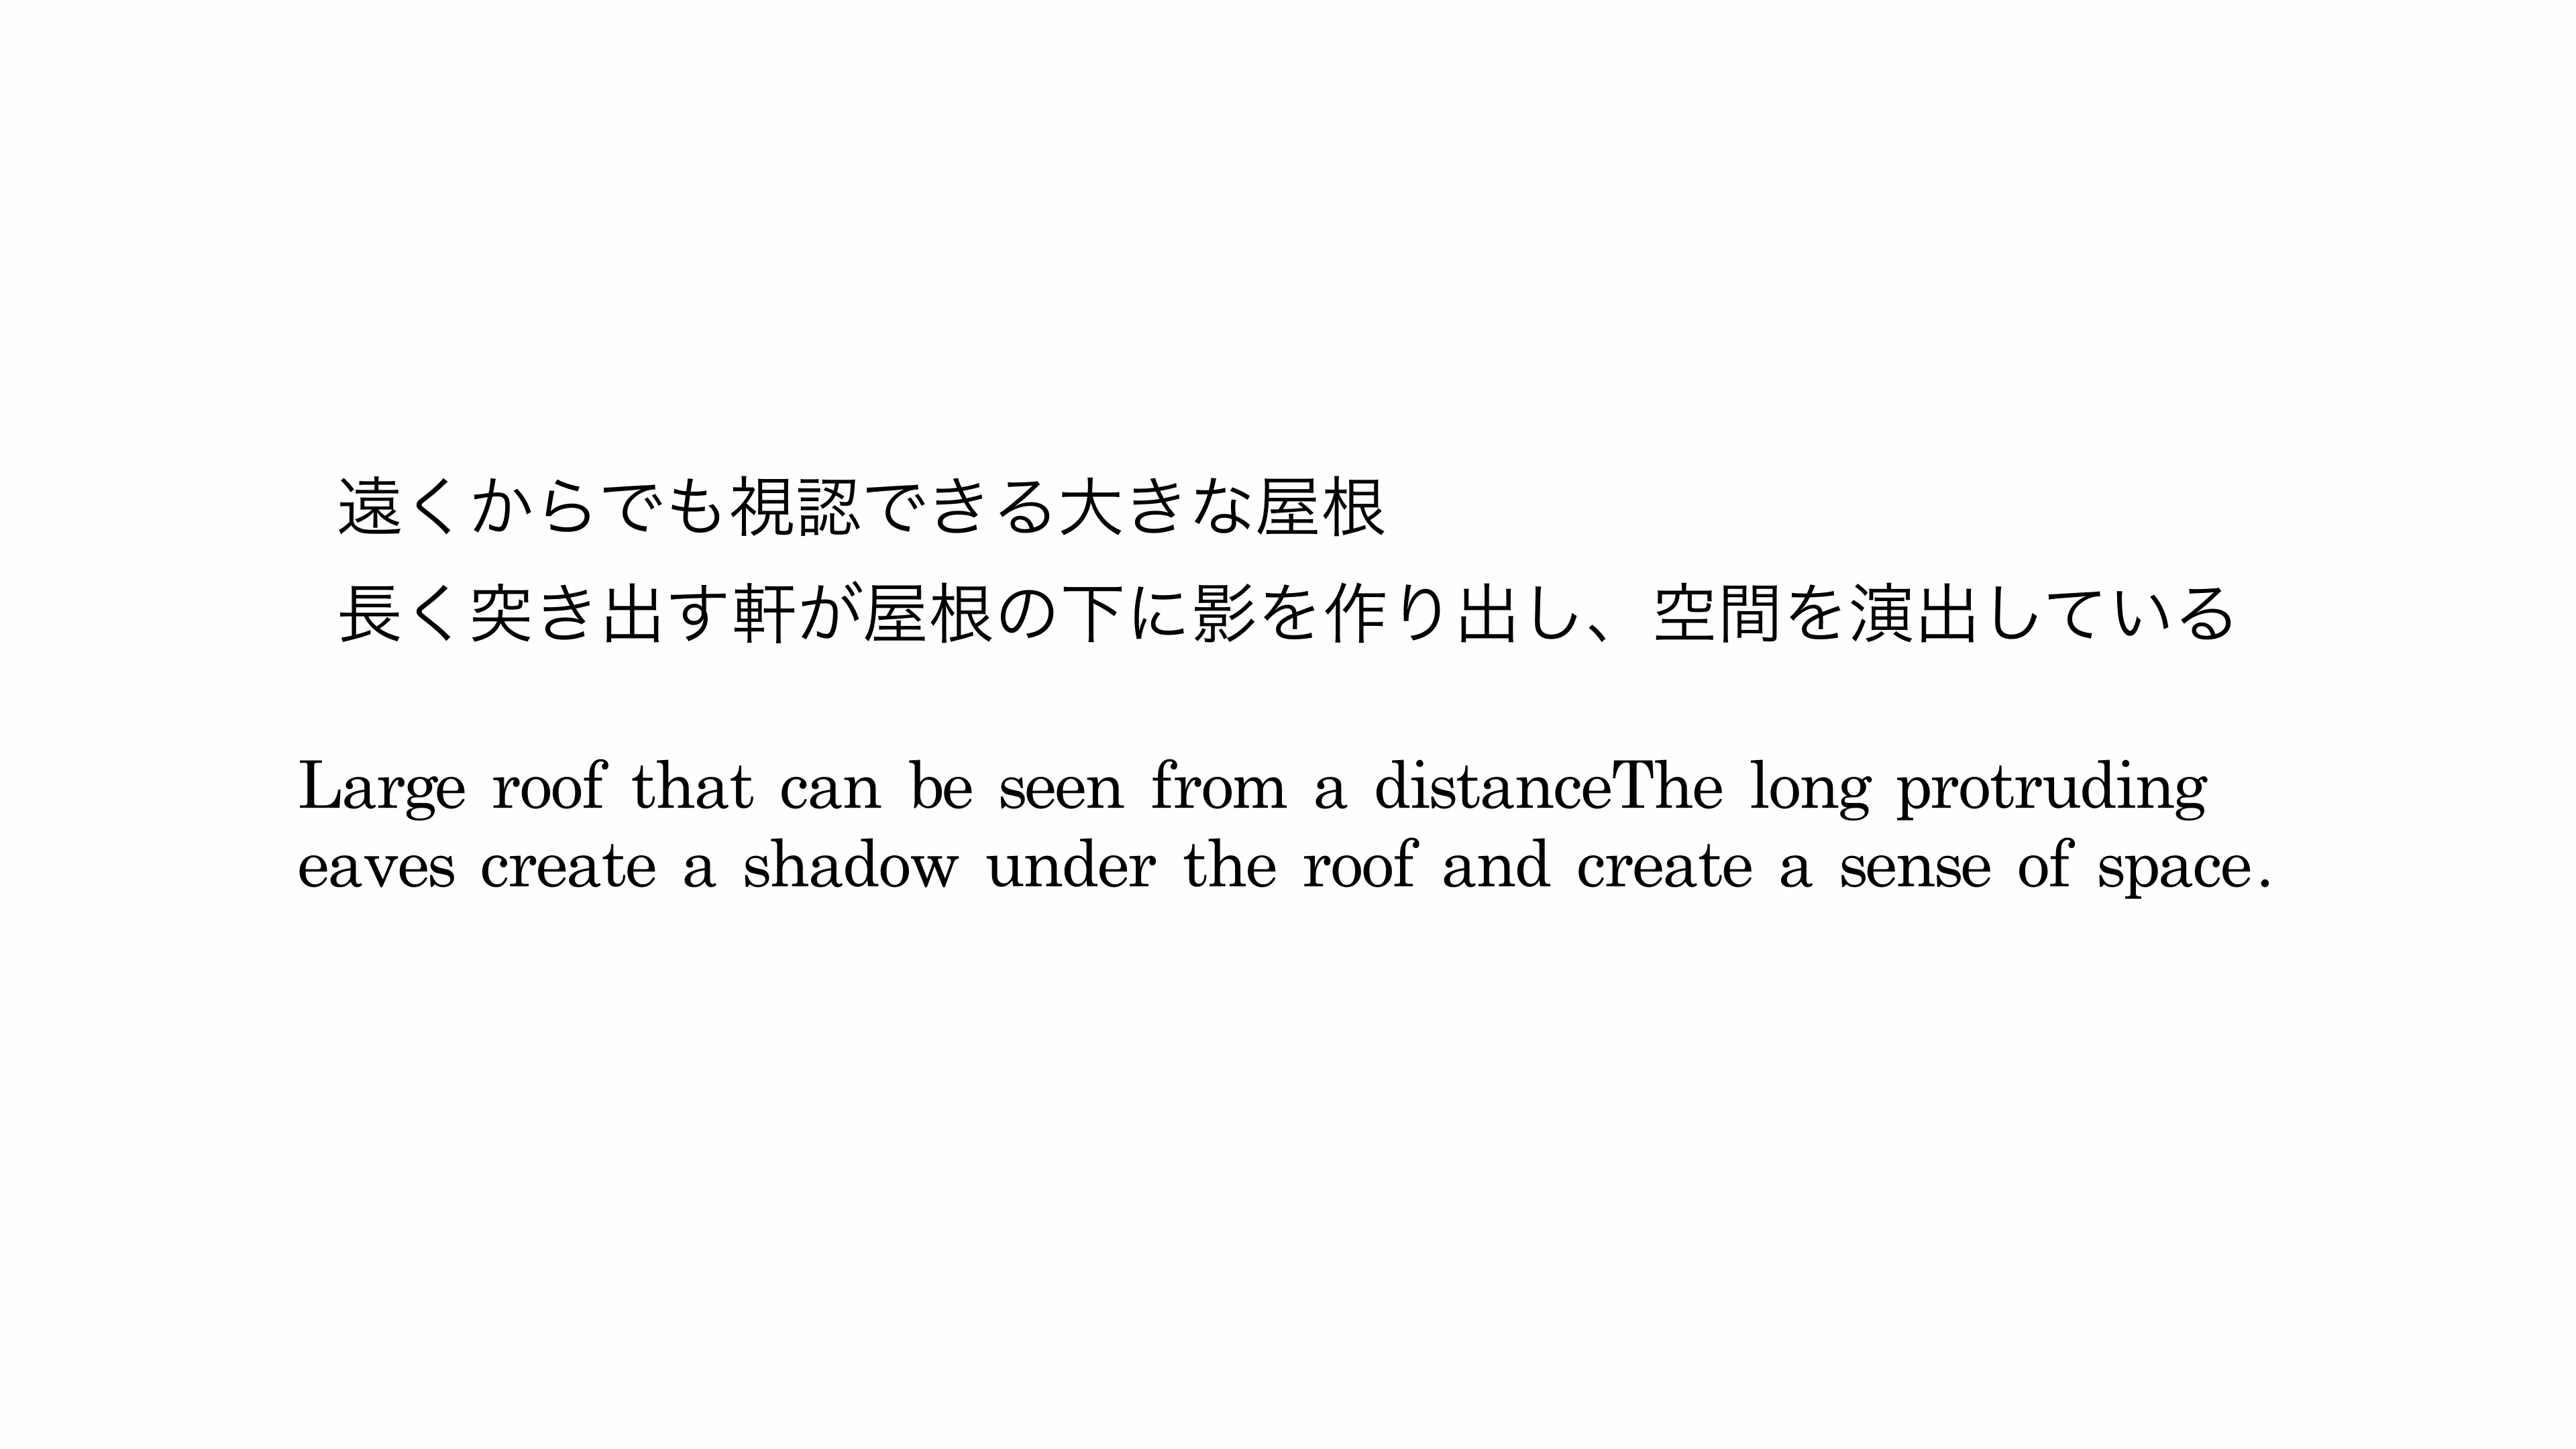 遠くからでも視認できる大きな屋根
長く突き出す軒が屋根の下に影を作り出し、空間を演出している
Large roof that can be seen from a distanceThe long protruding
eaves create a shadow under the roof and create a sense of space.